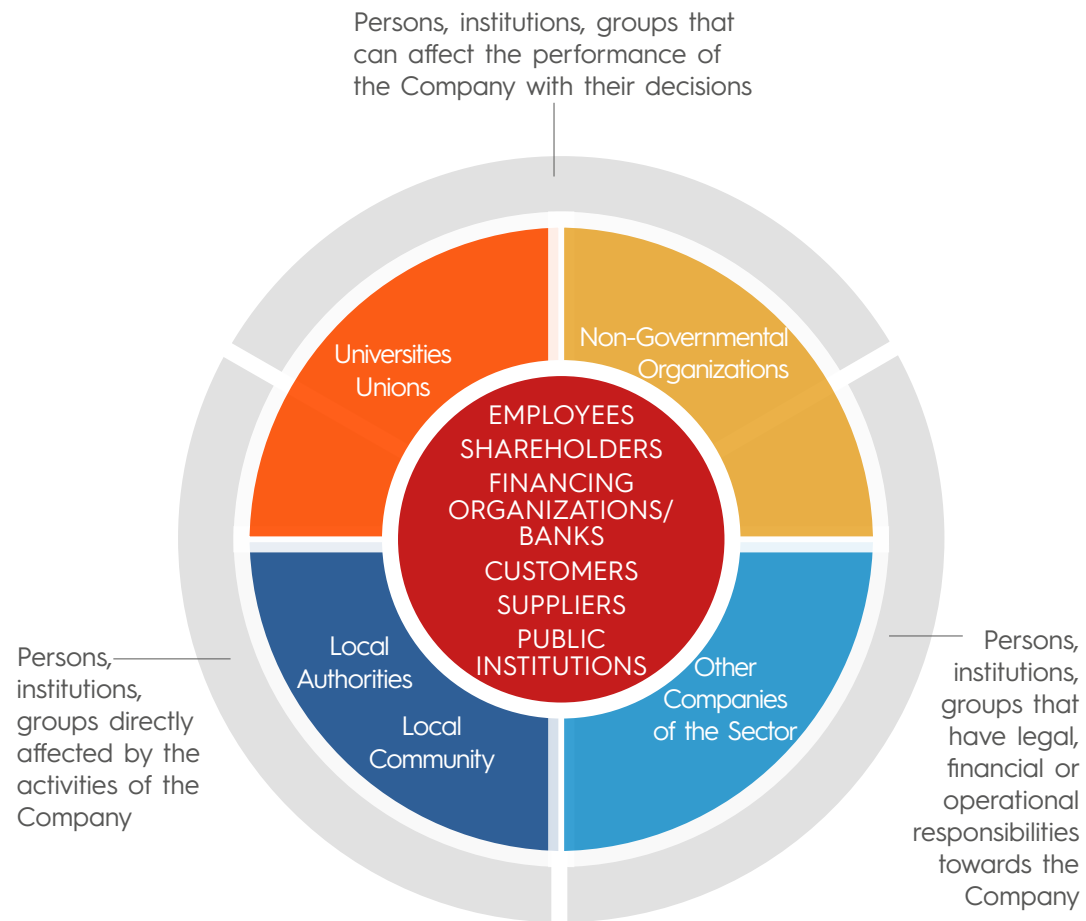 Persons, institutions, groups that
can affect the performance of
the Company with their decisions
Universities
Unions
Non-Governmental
Organizations
EMPLOYEES
SHAREHOLDERS
FINANCING
ORGANIZATIONS/
BANKS
CUSTOMERS
SUPPLIERS
PUBLIC
INSTITUTIONS
Local
Authorities
Local
Community
Other
Companies
of the Sector
Persons,
institutions,
groups directly
affected by the
activities of the
Company
Persons,
institutions,
groups that
have legal,
financial or
operational
responsibilities
towards the
Company